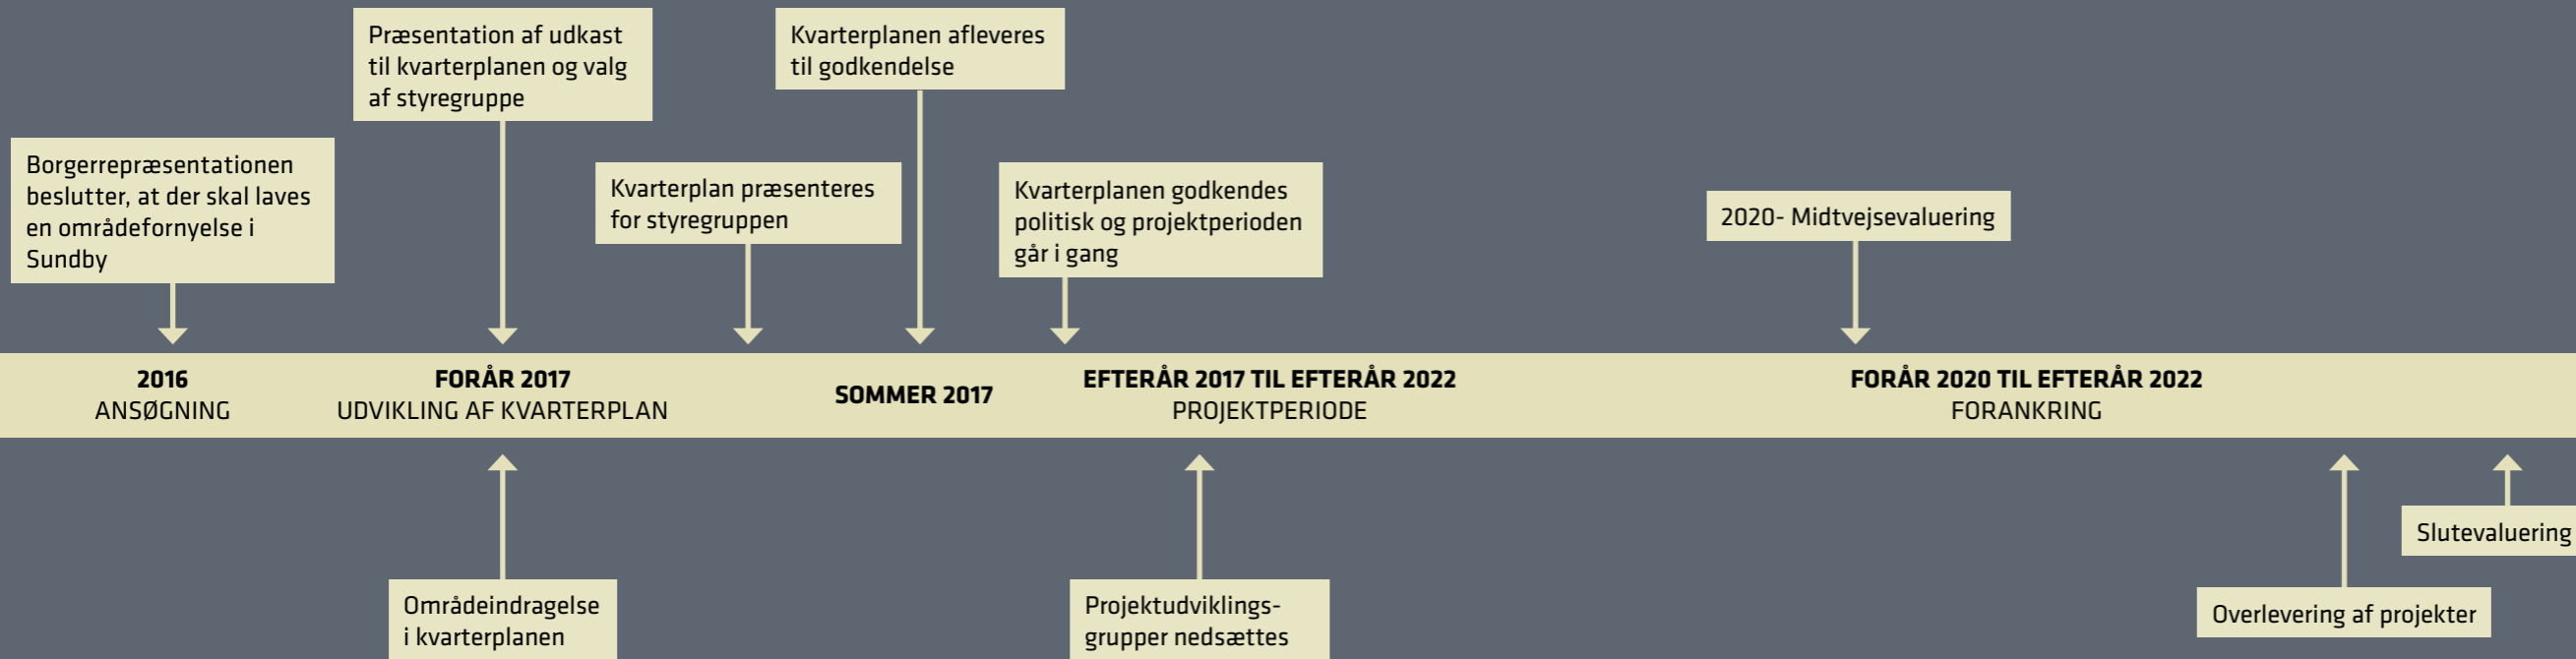 Præsentation af udkast
til kvarterplanen og valg
af styregruppe
Kvarterplanen afleveres
til godkendelse
Borgerrepræsentationen
beslutter, at der skal laves
en områdefornyelse i
Sundby
Kvarterplan præsenteres
for styregruppen
Kvarterplanen godkendes
politisk og projektperioden
går i gang
2020- Midtvejsevaluering
2016
ANSØGNING
FORÅR 2017
UDVIKLING AF KVARTERPLAN
SOMMER 2017
EFTERÅR 2017 TIL EFTERÅR 2022
PROJEKTPERIODE
FORÅR 2020 TIL EFTERÅR 2022
FORANKRING
Områdeindragelse
i kvarterplanen
Projektudviklings-
grupper nedsættes
Overlevering af projekter
Slutevaluering